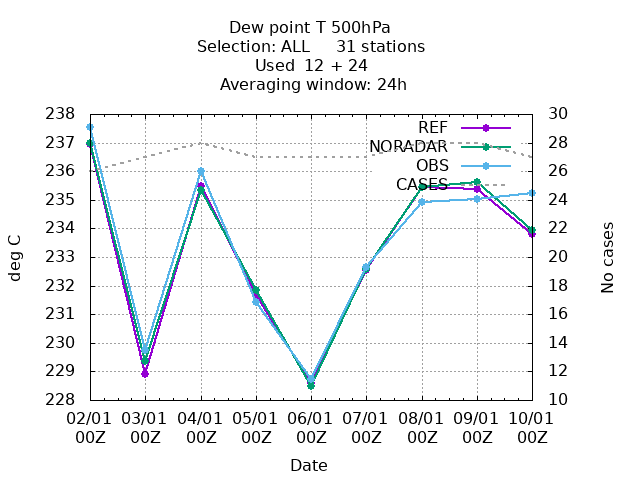 Dew point T 500hPa
Selection: ALL     31 stations
Used  12 + 24
Averaging window: 24h
238
237
236
235
234
233
232
231
230
229
228
30
28
26
24
22
20
18
16
14
12
10
REF
NORADAR
OBS
CASES
deg C
No cases
02/01 03/01 04/01 05/01 06/01 07/01 08/01 09/01 10/01
00Z 00Z 00Z 00Z 00Z 00Z 00Z 00Z 00Z
Date